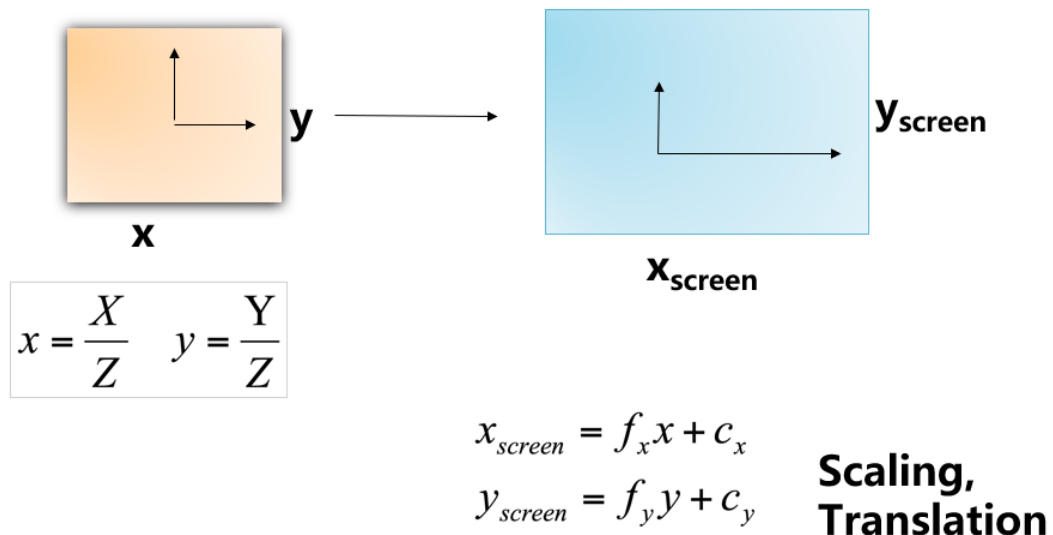 y
y_screen
x
x_screen
x = X/Z   y = Y/Z
x_screen = f_x x + c_x
y_screen = f_y y + c_y
Scaling,
Translation